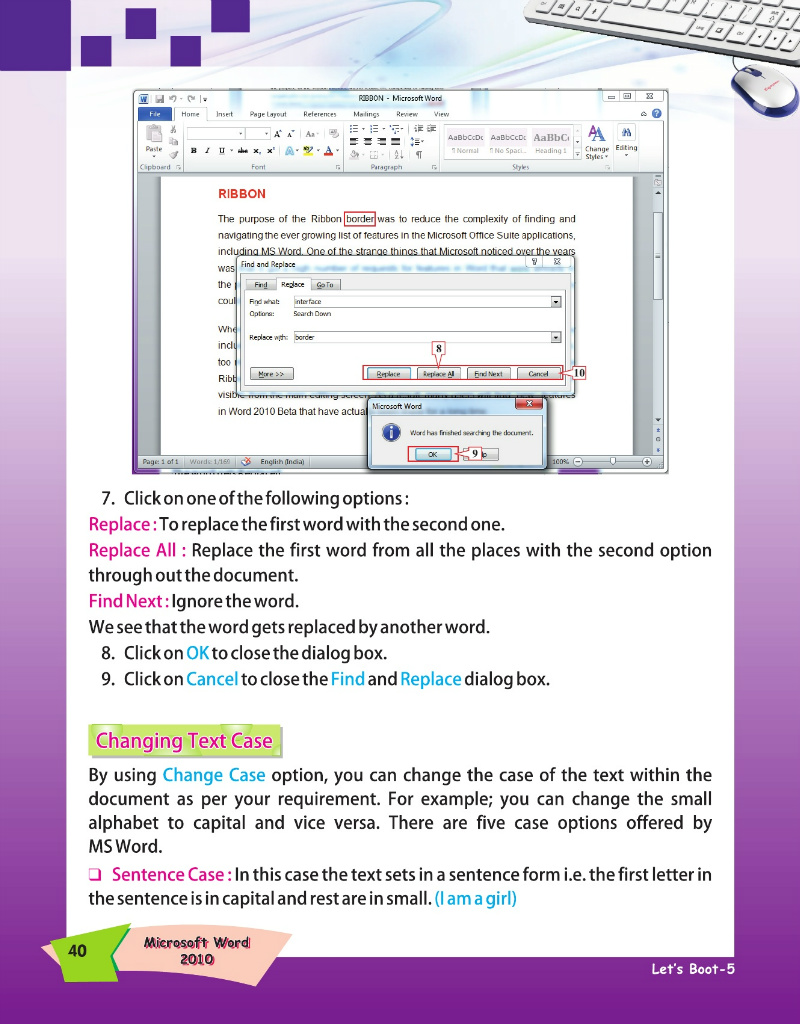 RIBBON - Microsoft Word
File Home Insert Page Layout References Mailings Review View
Paste
B I U abc x, x² A ab A
AaBbCcDc AaBbCcDc AaBbC
¶ Normal ¶ No Spaci... Heading 1
Change Styles Editing
Clipboard Font Paragraph Styles
RIBBON
The purpose of the Ribbon border was to reduce the complexity of finding and
navigating the ever growing list of features in the Microsoft Office Suite applications,
including MS Word. One of the strange things that Microsoft noticed over the years
was
the p
coul
Whe
inclu
too
Ribb
in Word 2010 Beta that have actual
Find and Replace
Find Replace Go To
Find what: interface
Options: Search Down
Replace with: border
8
More >> Replace Replace All Find Next Cancel 10
Microsoft Word
Word has finished searching the document.
OK 9
Page: 1 of 1 Words: 1/169 English (India) 100%
7. Click on one of the following options :
Replace : To replace the first word with the second one.
Replace All : Replace the first word from all the places with the second option
through out the document.
Find Next : Ignore the word.
We see that the word gets replaced by another word.
8. Click on OK to close the dialog box.
9. Click on Cancel to close the Find and Replace dialog box.
Changing Text Case
By using Change Case option, you can change the case of the text within the
document as per your requirement. For example; you can change the small
alphabet to capital and vice versa. There are five case options offered by
MS Word.
❑ Sentence Case : In this case the text sets in a sentence form i.e. the first letter in
the sentence is in capital and rest are in small. (I am a girl)
40
Microsoft Word
2010
Let's Boot-5